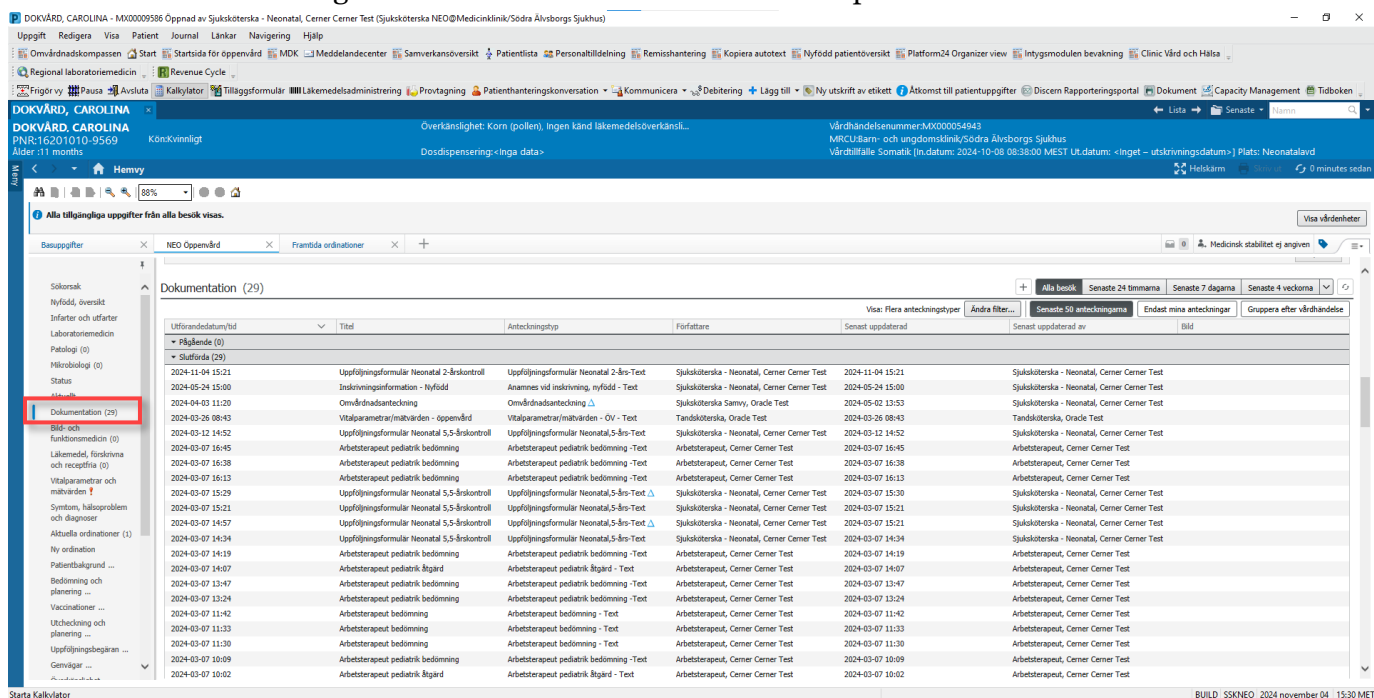 DOKVÅRD, CAROLINA - MX00009586 Öppnad av Sjuksköterska - Neonatal, Cerner Cerner Test (Sjuksköterska NEO@Medicinklinik/Södra Älvsborgs Sjukhus)
Uppgift Redigera Visa Patient Journal Länkar Navigering Hjälp
Omvårdnadskompassen Start Startsida för öppenvård MDK Meddelandecenter Samverkansöversikt Patientlista Personaltilldelning Remisshantering Kopiera autotext Nyfödd patientöversikt Platform24 Organizer view Intygsmodulen bevakning Clinic Vård och Hälsa
Regional laboratoriemedicin Revenue Cycle
Frigör vy Pausa Avsluta Kalkylator Tilläggsformulär Läkemedelsadministrering Provtagning Patienthanteringskonversation Kommunicera Debitering Lägg till Ny utskrift av etikett Åtkomst till patientuppgifter Discern Rapporteringsportal Dokument Capacity Management Tidboken
DOKVÅRD, CAROLINA Lista Senaste Namn
DOKVÅRD, CAROLINA Överkänslighet: Korn (pollen), Ingen känd läkemedelsöverkänsli... Vårdhändelsenummer:MX000054943
PNR:16201010-9569 Kön:Kvinnligt MRCU:Barn- och ungdomsklinik/Södra Älvsborgs Sjukhus
Ålder :11 months Dosdispensering:<Inga data> Vårdtillfälle Somatik [In.datum: 2024-10-08 08:38:00 MEST Ut.datum: <Inget – utskrivningsdatum>] Plats: Neonatalavd
Meny Hemvy Helskärm Skriv ut 0 minutes sedan
88%
Alla tillgängliga uppgifter från alla besök visas. Visa vårdenheter
Basuppgifter NEO Öppenvård Framtida ordinationer 0 Medicinsk stabilitet ej angiven
Sökorsak
Nyfödd, översikt
Infarter och utfarter
Laboratoriemedicin
Patologi (0)
Mikrobiologi (0)
Status
Aktuellt
Dokumentation (29)
Bild- och
funktionsmedicin (0)
Läkemedel, förskrivna
och receptfria (0)
Vitalparametrar och
mätvärden
Symtom, hälsoproblem
och diagnoser
Aktuella ordinationer (1)
Ny ordination
Patientbakgrund ...
Bedömning och
planering ...
Vaccinationer ...
Utcheckning och
planering ...
Uppföljningsbegäran ...
Genvägar ...
Dokumentation (29) Alla besök Senaste 24 timmarna Senaste 7 dagarna Senaste 4 veckorna
Visa: Flera anteckningstyper Ändra filter... Senaste 50 anteckningarna Endast mina anteckningar Gruppera efter vårdhändelse
Utförandedatum/tid Titel Anteckningstyp Författare Senast uppdaterad Senast uppdaterad av Bild
Pågående (0)
Slutförda (29)
2024-11-04 15:21 Uppföljningsformulär Neonatal 2-årskontroll Uppföljningsformulär Neonatal 2-års-Text Sjuksköterska - Neonatal, Cerner Cerner Test 2024-11-04 15:21 Sjuksköterska - Neonatal, Cerner Cerner Test
2024-05-24 15:00 Inskrivningsinformation - Nyfödd Anamnes vid inskrivning, nyfödd - Text Sjuksköterska - Neonatal, Cerner Cerner Test 2024-05-24 15:00 Sjuksköterska - Neonatal, Cerner Cerner Test
2024-04-03 11:20 Omvårdnadsanteckning Omvårdnadsanteckning Sjuksköterska Samvy, Oracle Test 2024-05-02 13:53 Sjuksköterska - Neonatal, Cerner Cerner Test
2024-03-26 08:43 Vitalparametrar/mätvärden - öppenvård Vitalparametrar/mätvärden - ÖV - Text Tandsköterska, Oracle Test 2024-03-26 08:43 Tandsköterska, Oracle Test
2024-03-12 14:52 Uppföljningsformulär Neonatal 5,5-årskontroll Uppföljningsformulär Neonatal,5-års-Text Sjuksköterska - Neonatal, Cerner Cerner Test 2024-03-12 14:52 Sjuksköterska - Neonatal, Cerner Cerner Test
2024-03-07 16:45 Arbetsterapeut pediatrik bedömning Arbetsterapeut pediatrik bedömning -Text Arbetsterapeut, Cerner Cerner Test 2024-03-07 16:45 Arbetsterapeut, Cerner Cerner Test
2024-03-07 16:38 Arbetsterapeut pediatrik bedömning Arbetsterapeut pediatrik bedömning -Text Arbetsterapeut, Cerner Cerner Test 2024-03-07 16:38 Arbetsterapeut, Cerner Cerner Test
2024-03-07 16:13 Arbetsterapeut pediatrik bedömning Arbetsterapeut pediatrik bedömning -Text Arbetsterapeut, Cerner Cerner Test 2024-03-07 16:13 Arbetsterapeut, Cerner Cerner Test
2024-03-07 15:29 Uppföljningsformulär Neonatal 5,5-årskontroll Uppföljningsformulär Neonatal,5-års-Text Sjuksköterska - Neonatal, Cerner Cerner Test 2024-03-07 15:30 Sjuksköterska - Neonatal, Cerner Cerner Test
2024-03-07 15:21 Uppföljningsformulär Neonatal 5,5-årskontroll Uppföljningsformulär Neonatal,5-års-Text Sjuksköterska - Neonatal, Cerner Cerner Test 2024-03-07 15:21 Sjuksköterska - Neonatal, Cerner Cerner Test
2024-03-07 14:57 Uppföljningsformulär Neonatal 5,5-årskontroll Uppföljningsformulär Neonatal,5-års-Text Sjuksköterska - Neonatal, Cerner Cerner Test 2024-03-07 15:21 Sjuksköterska - Neonatal, Cerner Cerner Test
2024-03-07 14:34 Uppföljningsformulär Neonatal 5,5-årskontroll Uppföljningsformulär Neonatal,5-års-Text Sjuksköterska - Neonatal, Cerner Cerner Test 2024-03-07 14:34 Sjuksköterska - Neonatal, Cerner Cerner Test
2024-03-07 14:19 Arbetsterapeut pediatrik bedömning Arbetsterapeut pediatrik bedömning -Text Arbetsterapeut, Cerner Cerner Test 2024-03-07 14:19 Arbetsterapeut, Cerner Cerner Test
2024-03-07 14:07 Arbetsterapeut pediatrik åtgärd Arbetsterapeut pediatrik åtgärd - Text Arbetsterapeut, Cerner Cerner Test 2024-03-07 14:07 Arbetsterapeut, Cerner Cerner Test
2024-03-07 13:47 Arbetsterapeut pediatrik bedömning Arbetsterapeut pediatrik bedömning -Text Arbetsterapeut, Cerner Cerner Test 2024-03-07 13:47 Arbetsterapeut, Cerner Cerner Test
2024-03-07 13:24 Arbetsterapeut pediatrik bedömning Arbetsterapeut pediatrik bedömning -Text Arbetsterapeut, Cerner Cerner Test 2024-03-07 13:24 Arbetsterapeut, Cerner Cerner Test
2024-03-07 11:42 Arbetsterapeut bedömning Arbetsterapeut bedömning - Text Arbetsterapeut, Cerner Cerner Test 2024-03-07 11:42 Arbetsterapeut, Cerner Cerner Test
2024-03-07 11:33 Arbetsterapeut bedömning Arbetsterapeut bedömning - Text Arbetsterapeut, Cerner Cerner Test 2024-03-07 11:33 Arbetsterapeut, Cerner Cerner Test
2024-03-07 11:30 Arbetsterapeut bedömning Arbetsterapeut bedömning - Text Arbetsterapeut, Cerner Cerner Test 2024-03-07 11:30 Arbetsterapeut, Cerner Cerner Test
2024-03-07 10:09 Arbetsterapeut pediatrik bedömning Arbetsterapeut pediatrik bedömning -Text Arbetsterapeut, Cerner Cerner Test 2024-03-07 10:09 Arbetsterapeut, Cerner Cerner Test
2024-03-07 10:02 Arbetsterapeut pediatrik åtgärd Arbetsterapeut pediatrik åtgärd - Text Arbetsterapeut, Cerner Cerner Test 2024-03-07 10:02 Arbetsterapeut, Cerner Cerner Test
Starta Kalkylator BUILD SSKNEO 2024 november 04 15:30 MET